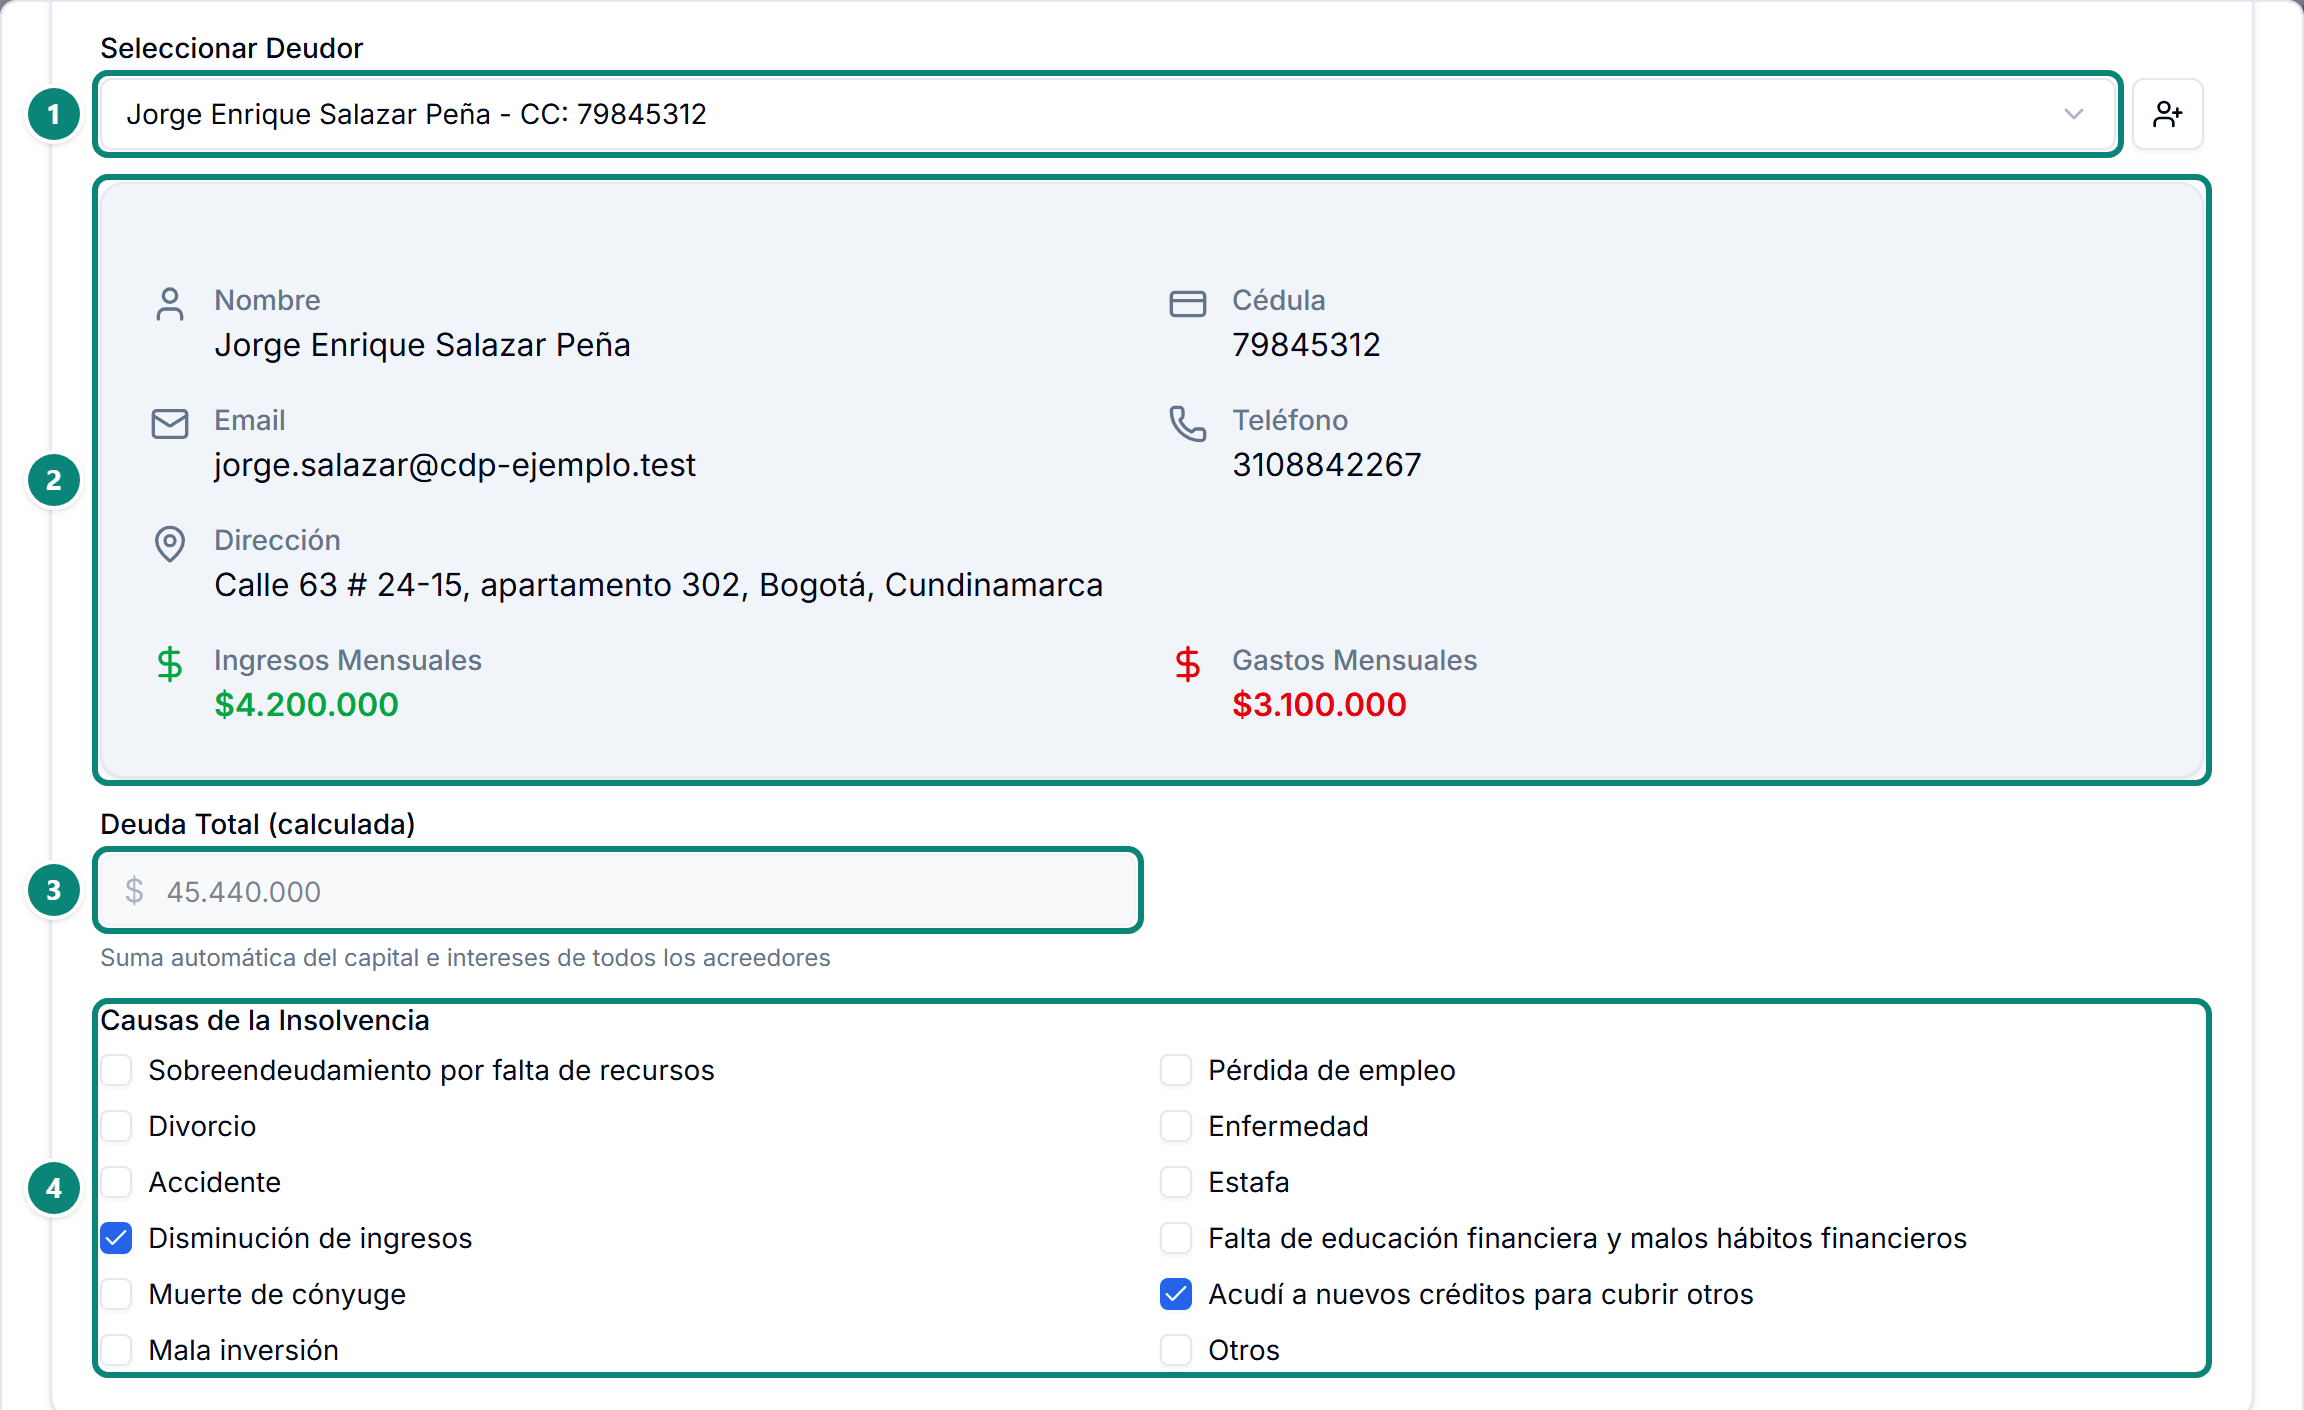 Seleccionar Deudor
1
Jorge Enrique Salazar Peña - CC: 79845312
2
Nombre
Jorge Enrique Salazar Peña
Cédula
79845312
Email
jorge.salazar@cdp-ejemplo.test
Teléfono
3108842267
Dirección
Calle 63 # 24-15, apartamento 302, Bogotá, Cundinamarca
$ Ingresos Mensuales
$4.200.000
$ Gastos Mensuales
$3.100.000
Deuda Total (calculada)
3
$ 45.440.000
Suma automática del capital e intereses de todos los acreedores
4
Causas de la Insolvencia
Sobreendeudamiento por falta de recursos
Pérdida de empleo
Divorcio
Enfermedad
Accidente
Estafa
Disminución de ingresos
Falta de educación financiera y malos hábitos financieros
Muerte de cónyuge
Acudí a nuevos créditos para cubrir otros
Mala inversión
Otros